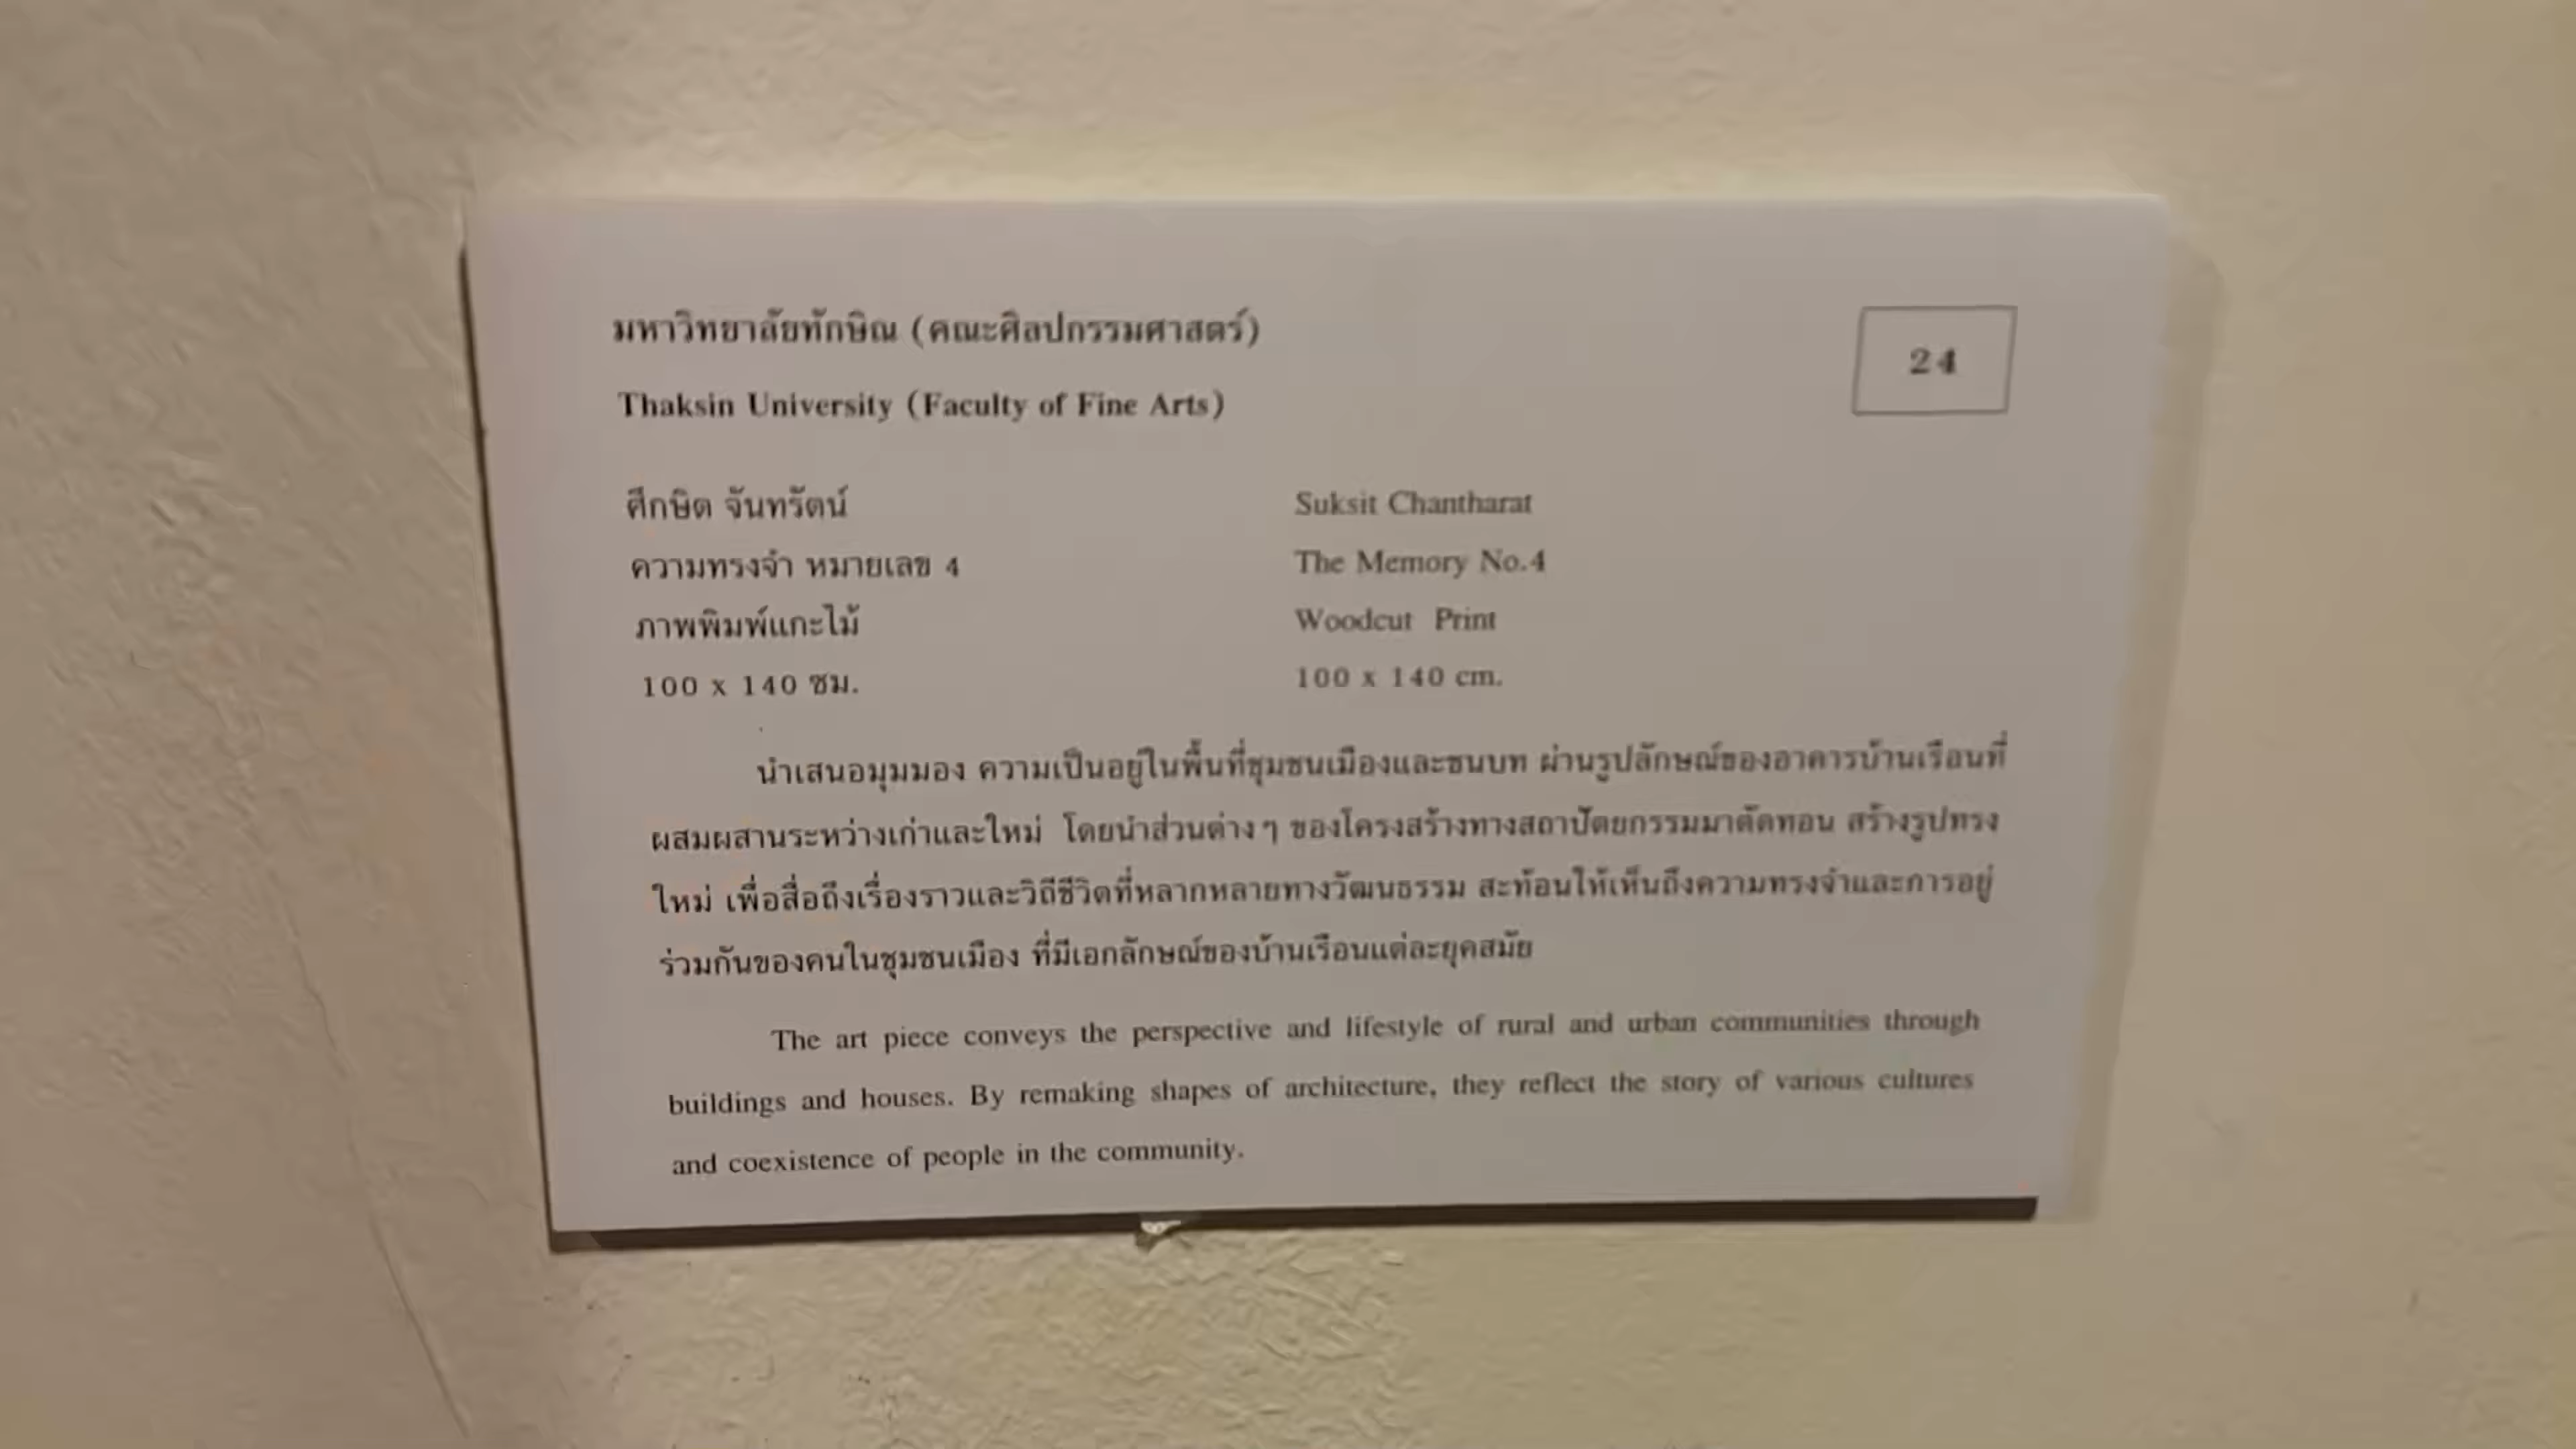 มหาวิทยาลัยทักษิณ (คณะศิลปกรรมศาสตร์)
24
Thaksin University (Faculty of Fine Arts)
ศึกษิต จันทรัตน์
Suksit Chantharat
ความทรงจำ หมายเลข 4
The Memory No.4
ภาพพิมพ์แกะไม้
Woodcut Print
100 x 140 ซม.
100 x 140 cm.
นำเสนอมุมมอง ความเป็นอยู่ในพื้นที่ชุมชนเมืองและชนบท ผ่านรูปลักษณ์ของอาคารบ้านเรือนที่
ผสมผสานระหว่างเก่าและใหม่ โดยนำส่วนต่างๆ ของโครงสร้างทางสถาปัตยกรรมมาตัดทอน สร้างรูปทรง
ใหม่ เพื่อสื่อถึงเรื่องราวและวิถีชีวิตที่หลากหลายทางวัฒนธรรม สะท้อนให้เห็นถึงความทรงจำและการอยู่
ร่วมกันของคนในชุมชนเมือง ที่มีเอกลักษณ์ของบ้านเรือนแต่ละยุคสมัย
The art piece conveys the perspective and lifestyle of rural and urban communities through
buildings and houses. By remaking shapes of architecture, they reflect the story of various cultures
and coexistence of people in the community.